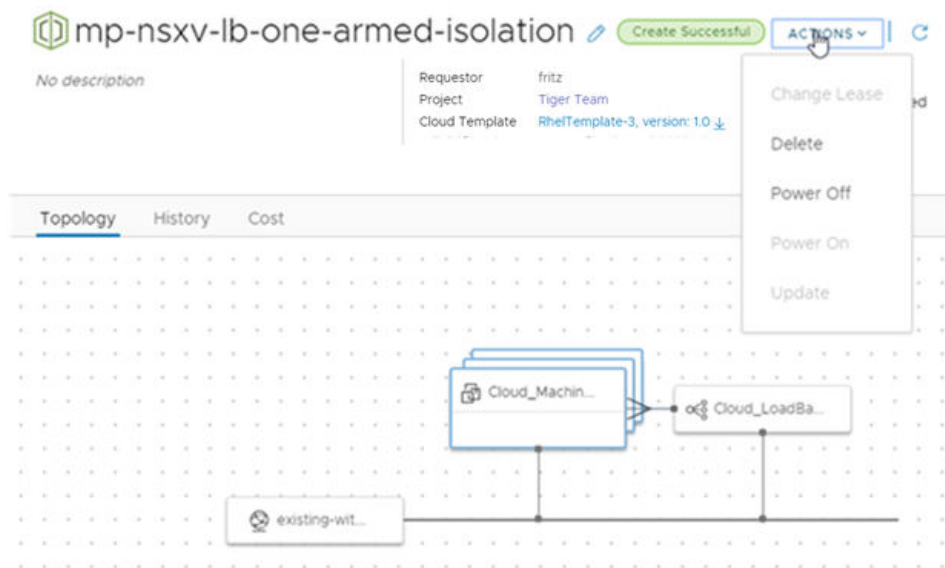 mp-nsxv-lb-one-armed-isolation Create Successful ACTIONS
No description
Requestor fritz
Project Tiger Team
Cloud Template RhelTemplate-3, version: 1.0
Change Lease
Delete
Power Off
Power On
Update
Topology History Cost
Cloud_Machin...
Cloud_LoadBa...
existing-wit...